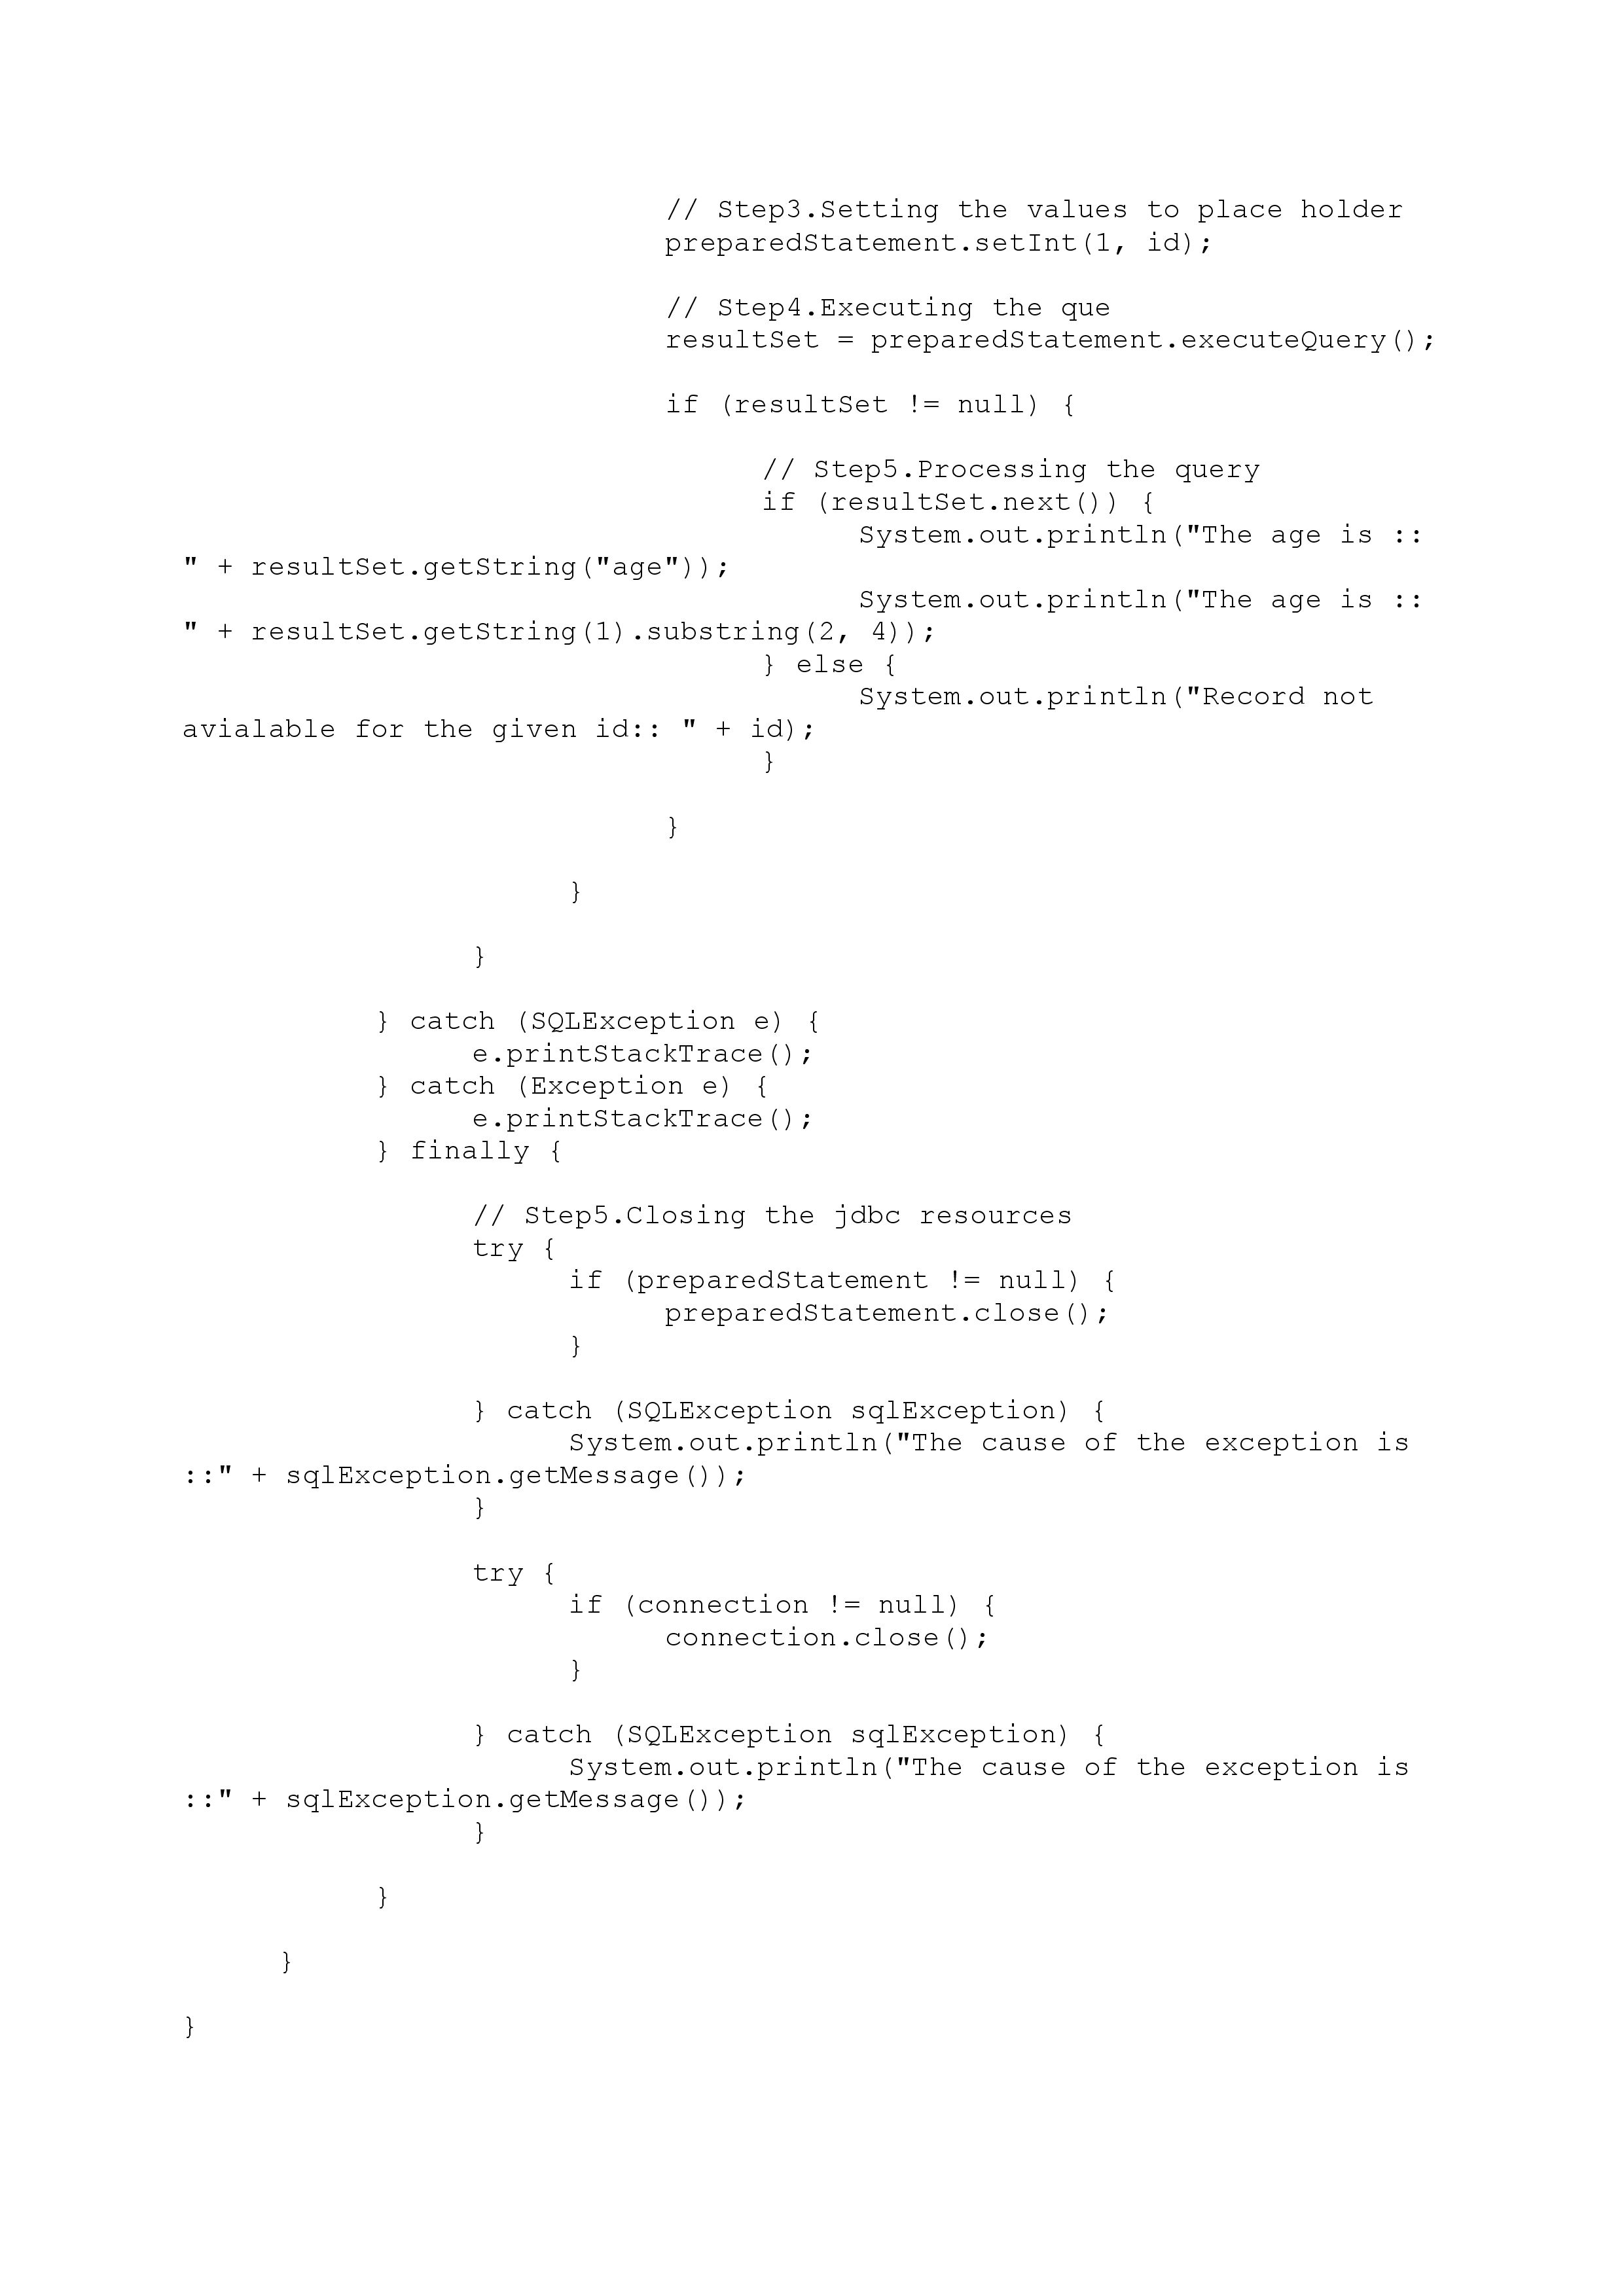 // Step3.Setting the values to place holder
preparedStatement.setInt(1, id);
// Step4.Executing the que
resultSet = preparedStatement.executeQuery();
if (resultSet != null) {
// Step5.Processing the query
if (resultSet.next()) {
System.out.println("The age is ::
" + resultSet.getString("age"));
System.out.println("The age is ::
" + resultSet.getString(1).substring(2, 4));
} else {
System.out.println("Record not
avialable for the given id:: " + id);
}
}
}
}
} catch (SQLException e) {
e.printStackTrace();
} catch (Exception e) {
e.printStackTrace();
} finally {
// Step5.Closing the jdbc resources
try {
if (preparedStatement != null) {
preparedStatement.close();
}
} catch (SQLException sqlException) {
System.out.println("The cause of the exception is
::" + sqlException.getMessage());
}
try {
if (connection != null) {
connection.close();
}
} catch (SQLException sqlException) {
System.out.println("The cause of the exception is
::" + sqlException.getMessage());
}
}
}
}